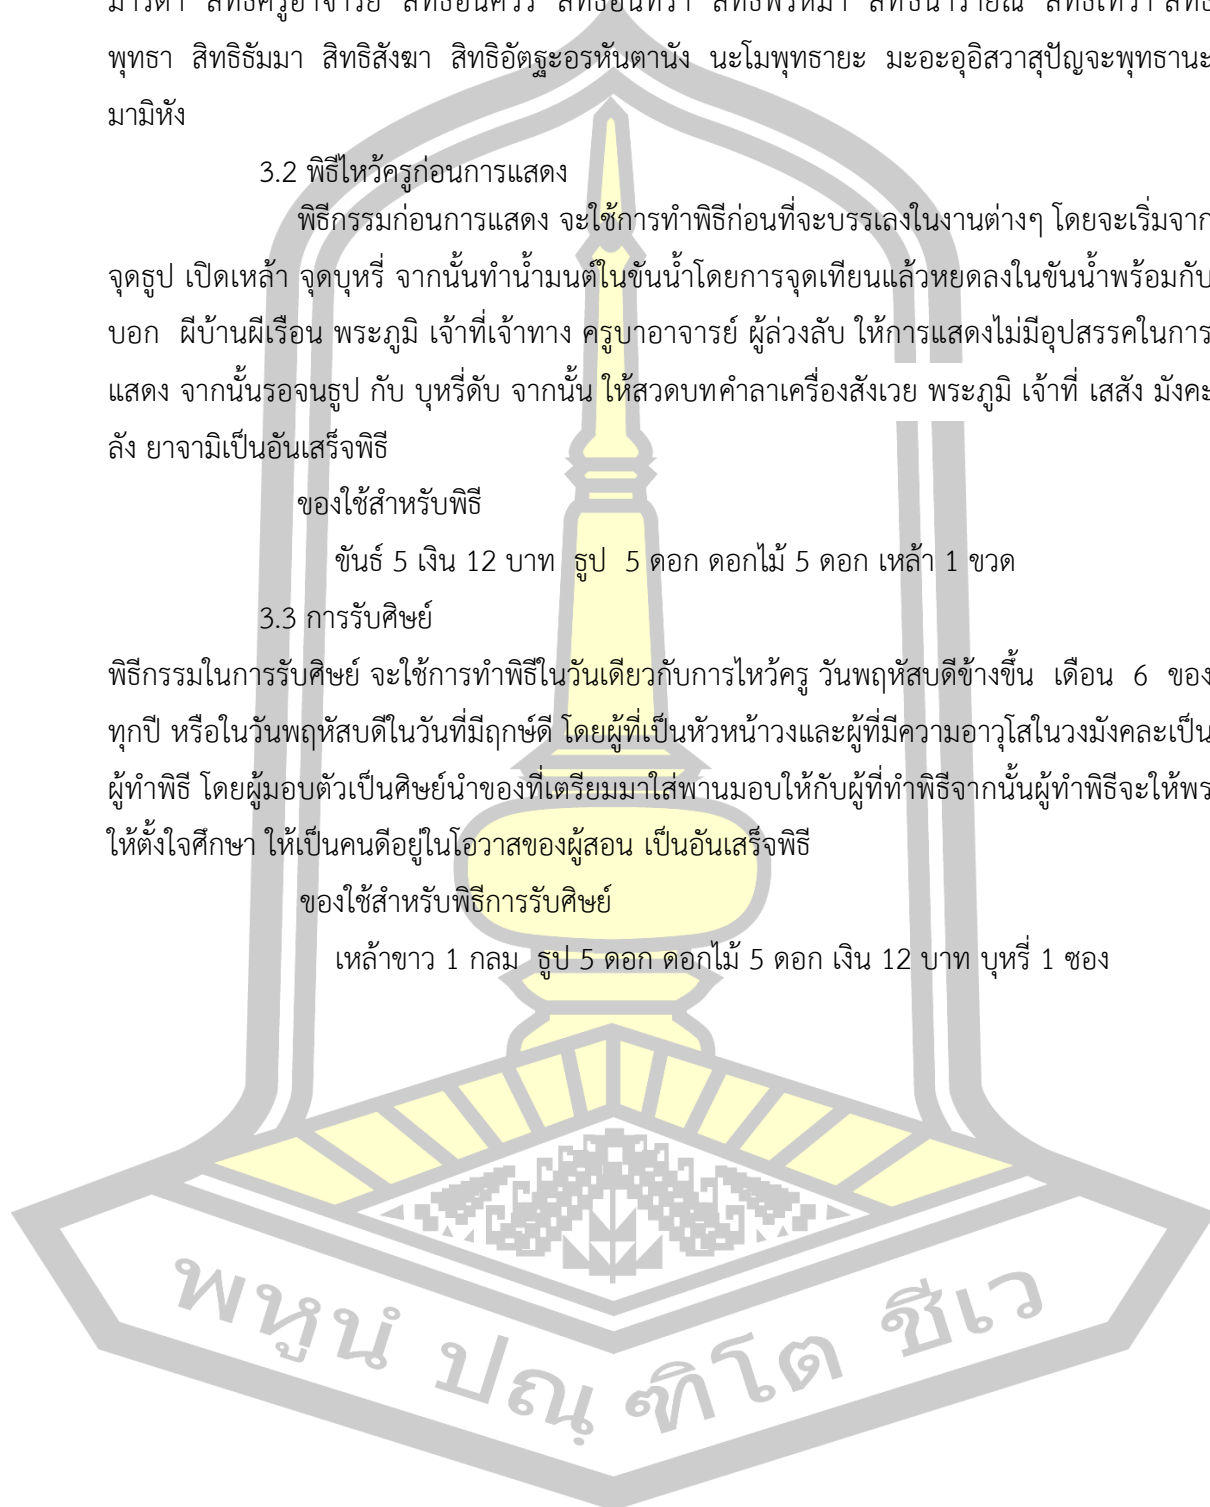 พุทธา สิทธิธัมมา สิทธิสังฆา สิทธิอัตฐะอรหันตานัง นะโมพุทธายะ มะอะอุอิสวาสุปัญจะพุทธานะ
มามิหัง
3.2 พิธีไหว้ครูก่อนการแสดง
พิธีกรรมก่อนการแสดง จะใช้การทำพิธีก่อนที่จะบรรเลงในงานต่างๆ โดยจะเริ่มจาก
จุดธูป เปิดเหล้า จุดบุหรี่ จากนั้นทำน้ำมนต์ในขันน้ำโดยการจุดเทียนแล้วหยดลงในขันน้ำพร้อมกับ
บอก ผีบ้านผีเรือน พระภูมิ เจ้าที่เจ้าทาง ครูบาอาจารย์ ผู้ล่วงลับ ให้การแสดงไม่มีอุปสรรคในการ
แสดง จากนั้นรอจนธูป กับ บุหรี่ดับ จากนั้น ให้สวดบทคำลาเครื่องสังเวย พระภูมิ เจ้าที่ เสสัง มังคะ
ลัง ยาจามิเป็นอันเสร็จพิธี
ของใช้สำหรับพิธี
ขันธ์ 5 เงิน 12 บาท ธูป 5 ดอก ดอกไม้ 5 ดอก เหล้า 1 ขวด
3.3 การรับศิษย์
พิธีกรรมในการรับศิษย์ จะใช้การทำพิธีในวันเดียวกับการไหว้ครู วันพฤหัสบดีข้างขึ้น เดือน 6 ของ
ทุกปี หรือในวันพฤหัสบดีในวันที่มีฤกษ์ดี โดยผู้ที่เป็นหัวหน้าวงและผู้ที่มีความอาวุโสในวงมังคละเป็น
ผู้ทำพิธี โดยผู้มอบตัวเป็นศิษย์นำของที่เตรียมมาใส่พานมอบให้กับผู้ที่ทำพิธีจากนั้นผู้ทำพิธีจะให้พร
ให้ตั้งใจศึกษา ให้เป็นคนดีอยู่ในโอวาสของผู้สอน เป็นอันเสร็จพิธี
ของใช้สำหรับพิธีการรับศิษย์
เหล้าขาว 1 กลม ธูป 5 ดอก ดอกไม้ 5 ดอก เงิน 12 บาท บุหรี่ 1 ซอง
พหูนํ ปณฺฑิโต ชีเว